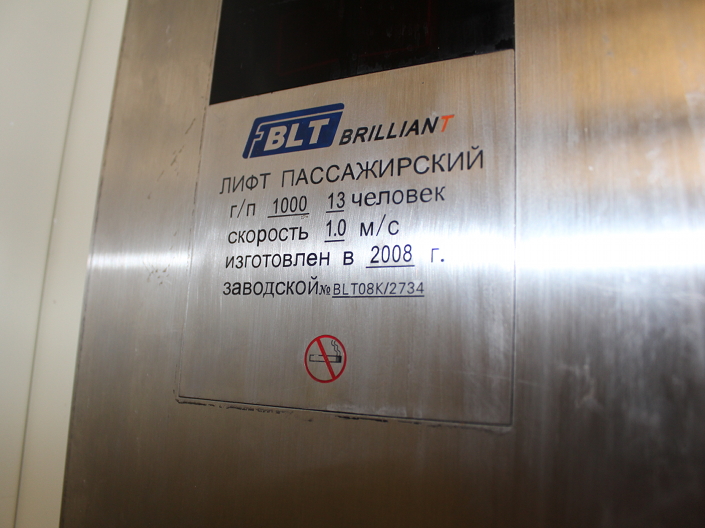 BLT BRILLIANT
ЛИФТ ПАССАЖИРСКИЙ
г/п 1000 13 человек
скорость 1.0 м/с
изготовлен в 2008 г.
заводской № BLT08K/2734